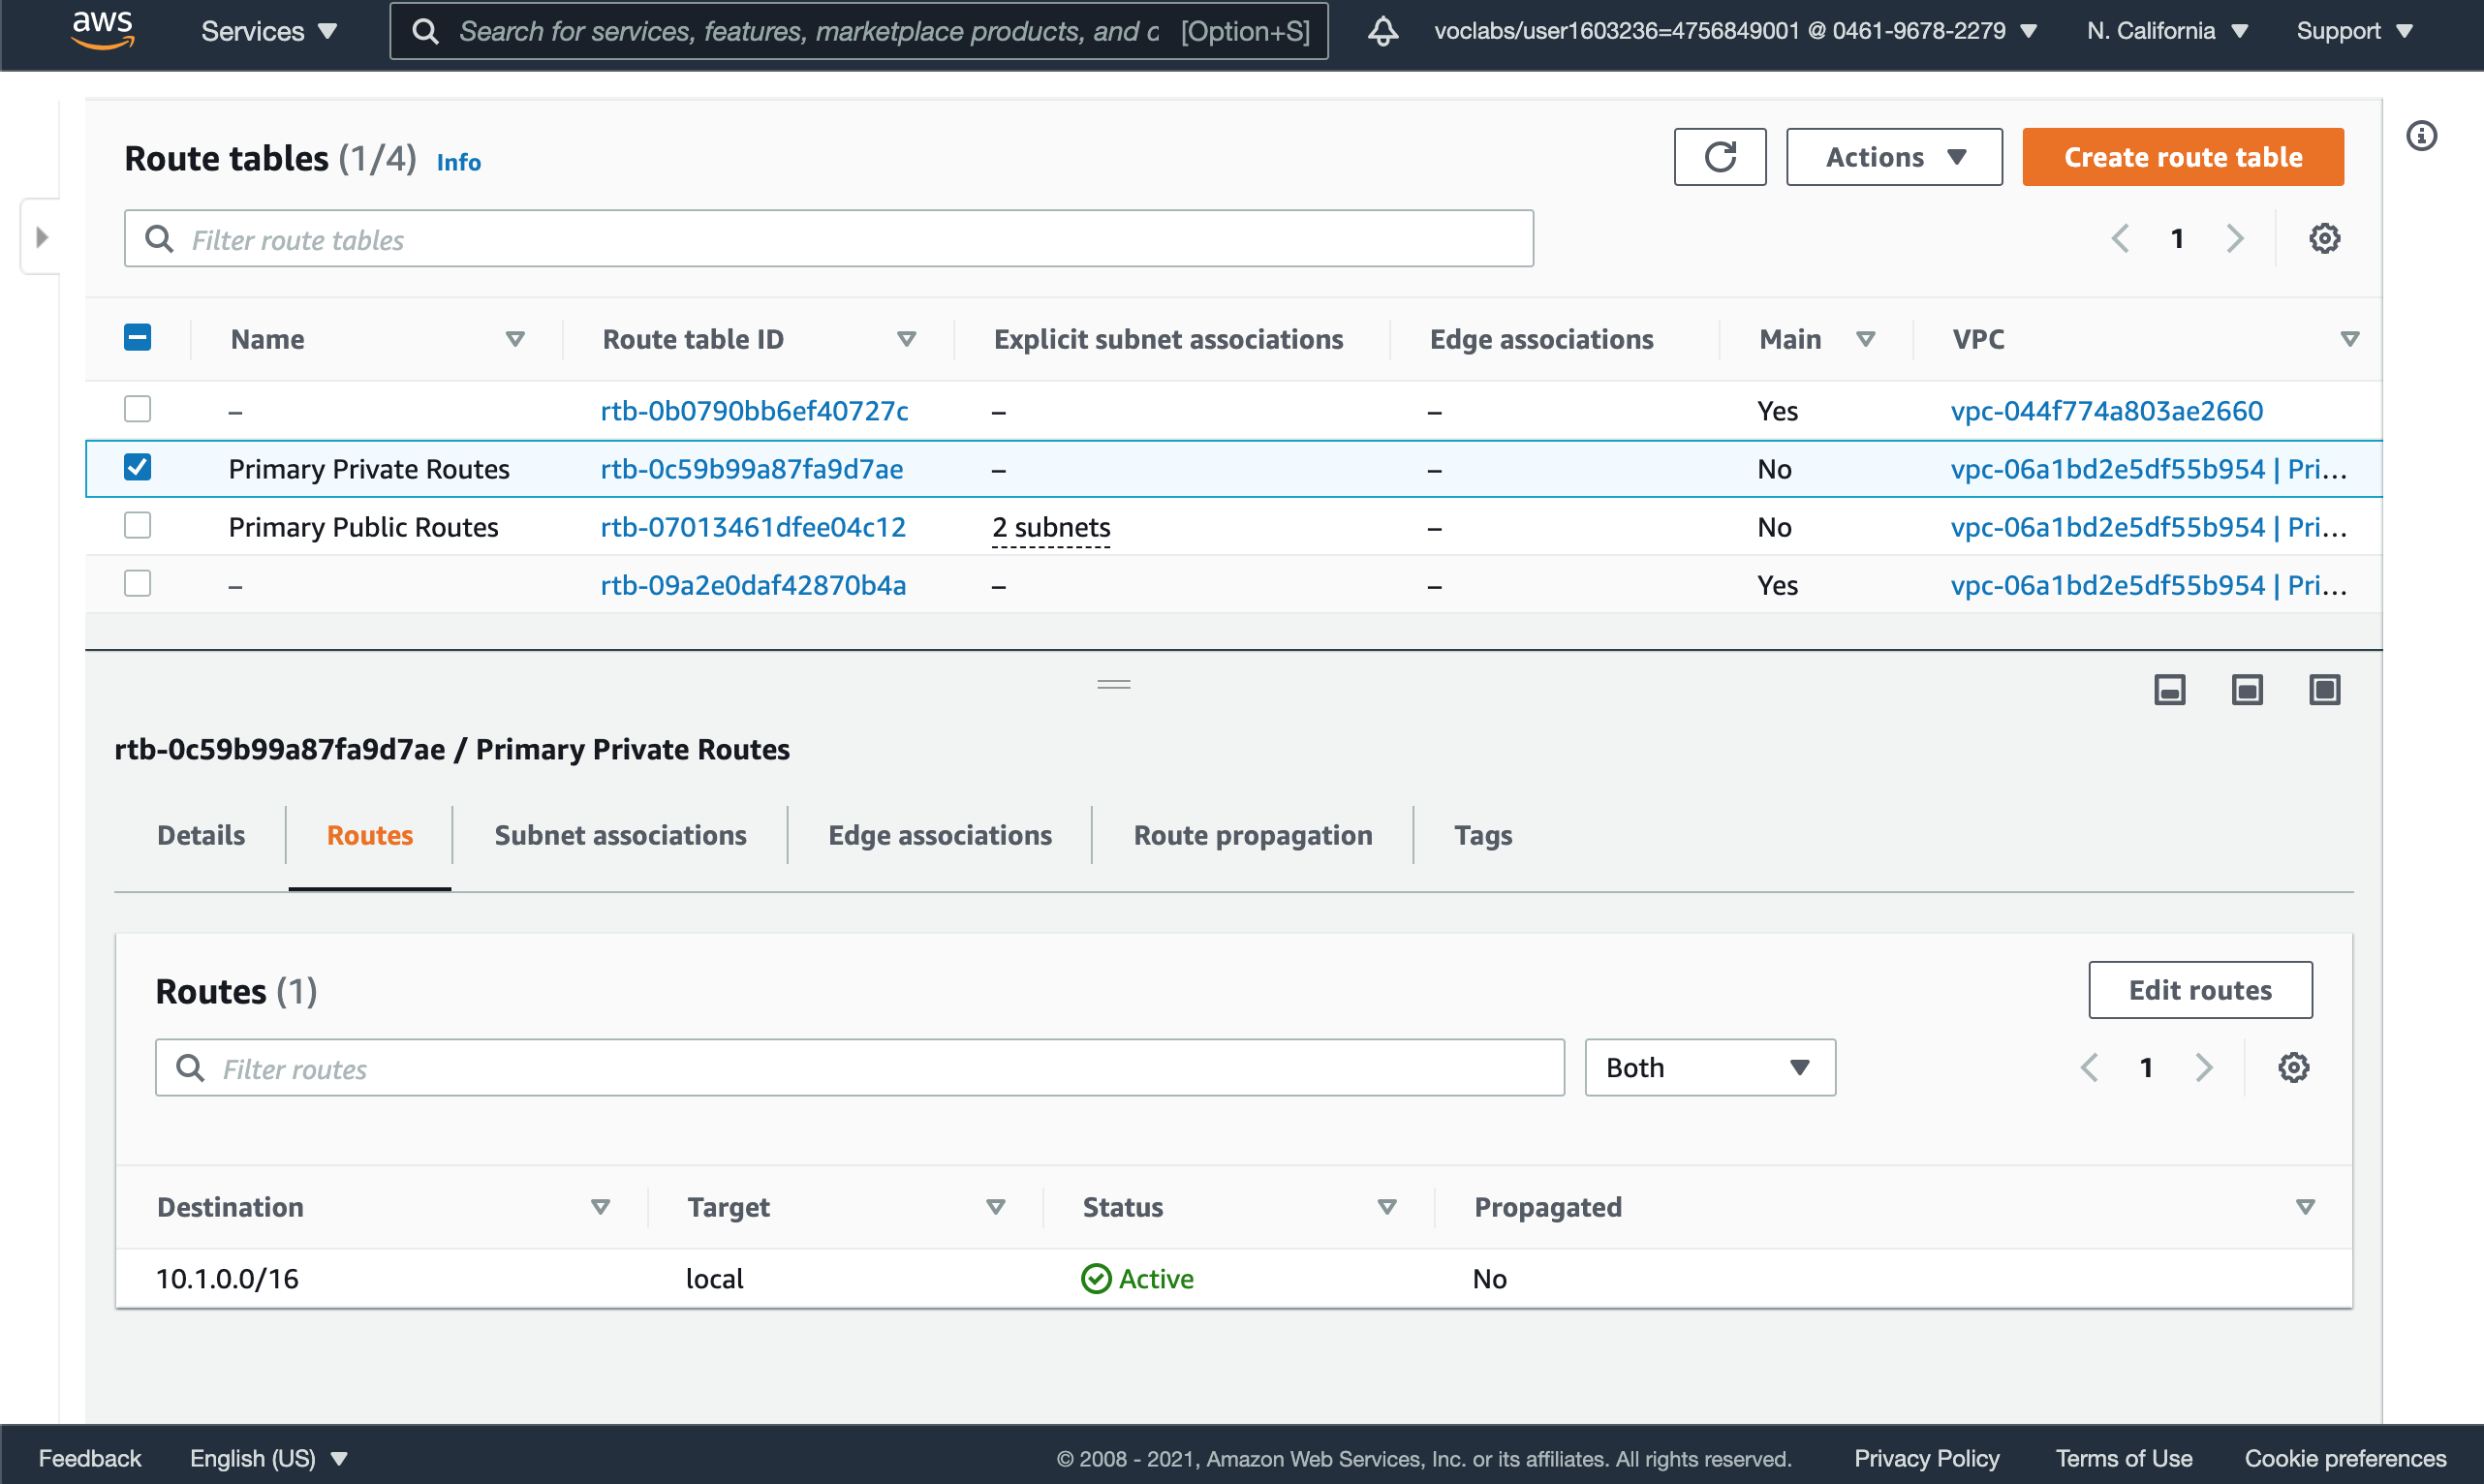 aws Services Search for services, features, marketplace products, and c [Option+S] voclabs/user1603236=4756849001 @ 0461-9678-2279 N. California Support
Route tables (1/4) Info Actions Create route table
Filter route tables 1
Name Route table ID Explicit subnet associations Edge associations Main VPC
– rtb-0b0790bb6ef40727c – – Yes vpc-044f774a803ae2660
Primary Private Routes rtb-0c59b99a87fa9d7ae – – No vpc-06a1bd2e5df55b954 | Pri...
Primary Public Routes rtb-07013461dfee04c12 2 subnets – No vpc-06a1bd2e5df55b954 | Pri...
– rtb-09a2e0daf42870b4a – – Yes vpc-06a1bd2e5df55b954 | Pri...
rtb-0c59b99a87fa9d7ae / Primary Private Routes
Details Routes Subnet associations Edge associations Route propagation Tags
Routes (1) Edit routes
Filter routes Both 1
Destination Target Status Propagated
10.1.0.0/16 local Active No
Feedback English (US) © 2008 - 2021, Amazon Web Services, Inc. or its affiliates. All rights reserved. Privacy Policy Terms of Use Cookie preferences